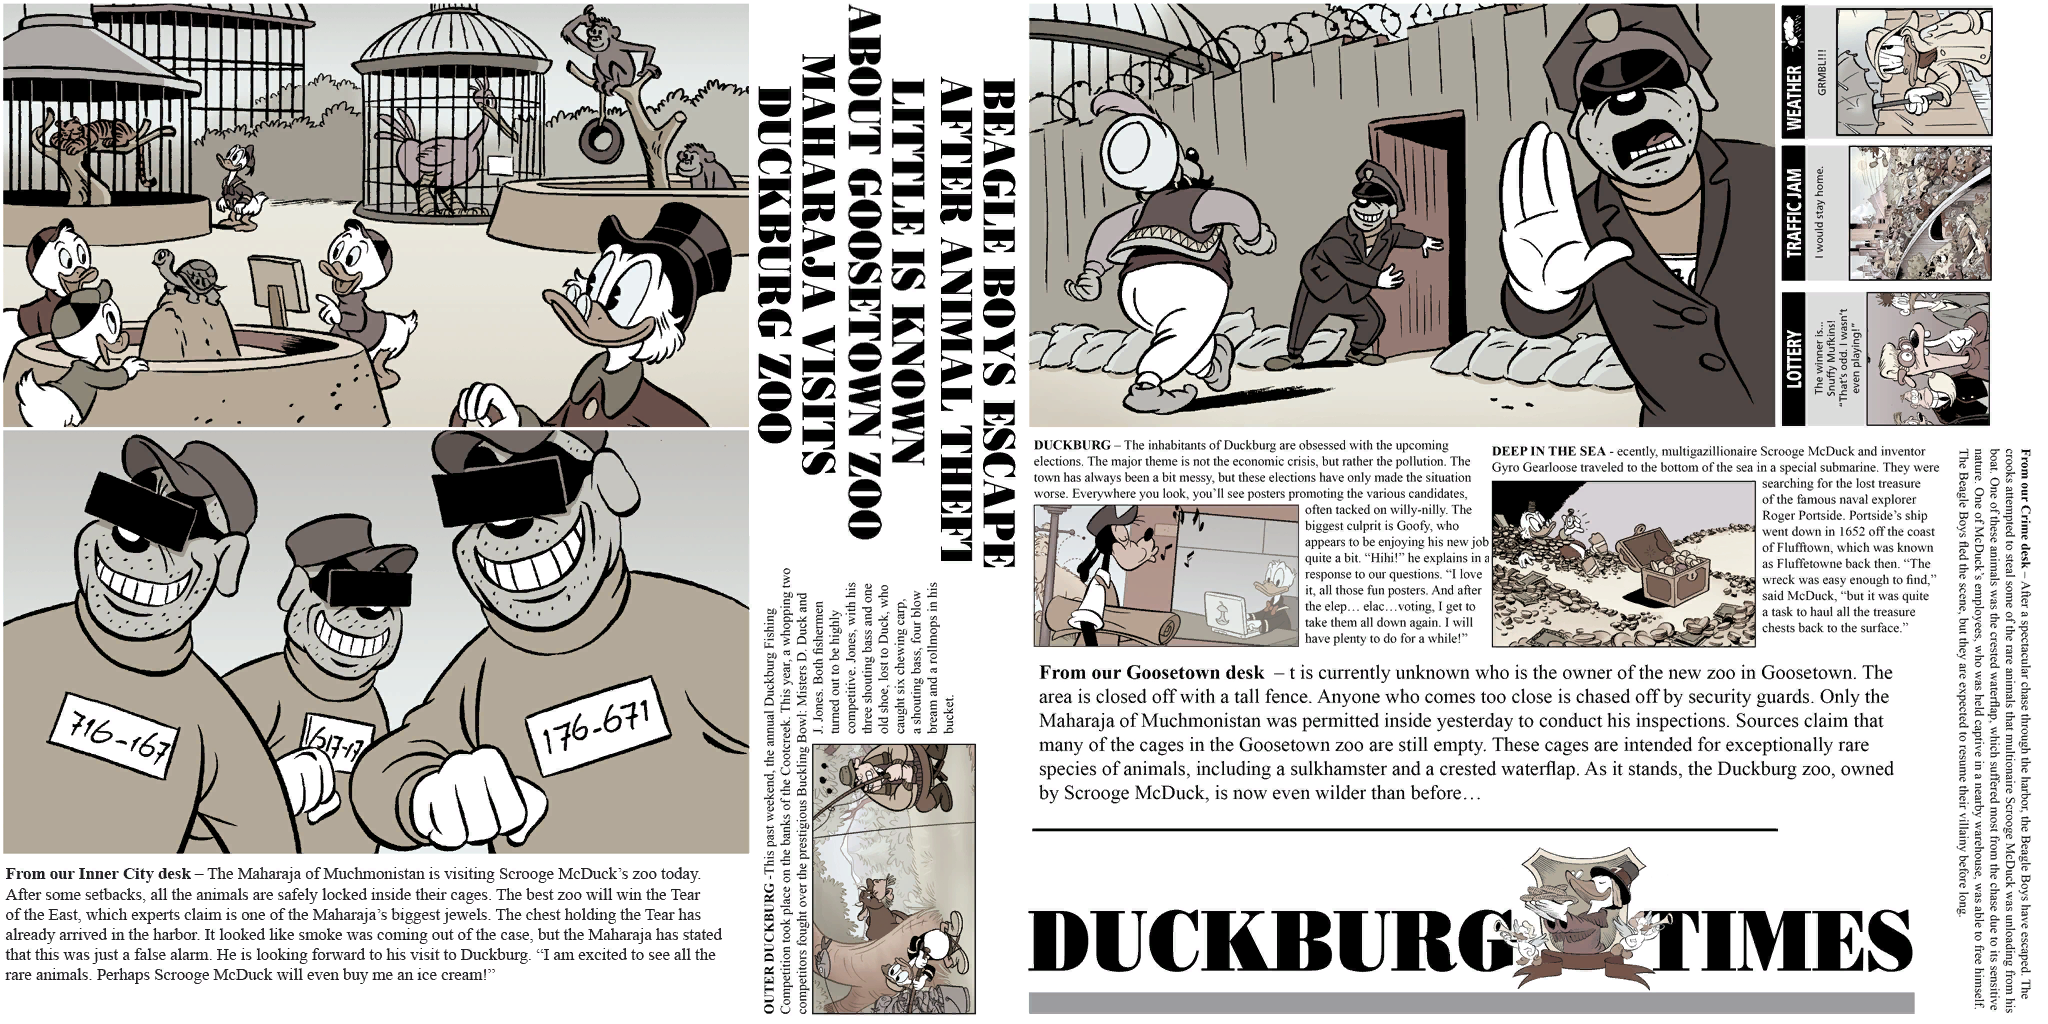 ABOUT GOOSETOWN ZOO
LITTLE IS KNOWN
MAHARAJA VISITS
DUCKBURG ZOO
BEAGLE BOYS ESCAPE
AFTER ANIMAL THEFT
WEATHER
GRMBL!!!
TRAFFIC JAM
I would stay home.
LOTTERY
The winner is...
Snuffy Mufkins!
"That's odd. I wasn't
even playing!"
716-167
617-17
176-671
From our Inner City desk – The Maharaja of Muchmonistan is visiting Scrooge McDuck's zoo today.
After some setbacks, all the animals are safely locked inside their cages. The best zoo will win the Tear
of the East, which experts claim is one of the Maharaja's biggest jewels. The chest holding the Tear has
already arrived in the harbor. It looked like smoke was coming out of the case, but the Maharaja has stated
that this was just a false alarm. He is looking forward to his visit to Duckburg. "I am excited to see all the
rare animals. Perhaps Scrooge McDuck will even buy me an ice cream!"
OUTER DUCKBURG -This past weekend, the annual Duckburg Fishing
Competition took place on the banks of the Cootcreek. This year, a whopping two
competitors fought over the prestigious Buckling Bowl: Misters D. Duck and
J. Jones. Both fishermen
turned out to be highly
competitive. Jones, with his
three shouting bass and one
old shoe, lost to Duck, who
caught six chewing carp,
a shouting bass, four blow
bream and a rollmops in his
bucket.
DUCKBURG – The inhabitants of Duckburg are obsessed with the upcoming
elections. The major theme is not the economic crisis, but rather the pollution. The
town has always been a bit messy, but these elections have only made the situation
worse. Everywhere you look, you'll see posters promoting the various candidates,
often tacked on willy-nilly. The
biggest culprit is Goofy, who
appears to be enjoying his new job
quite a bit. "Hihi!" he explains in a
response to our questions. "I love
it, all those fun posters. And after
the elep… elac…voting, I get to
take them all down again. I will
have plenty to do for a while!"
DEEP IN THE SEA - ecently, multigazillionaire Scrooge McDuck and inventor
Gyro Gearloose traveled to the bottom of the sea in a special submarine. They were
searching for the lost treasure
of the famous naval explorer
Roger Portside. Portside's ship
went down in 1652 off the coast
of Flufftown, which was known
as Fluffetowne back then. "The
wreck was easy enough to find,"
said McDuck, "but it was quite
a task to haul all the treasure
chests back to the surface."
From our Goosetown desk – t is currently unknown who is the owner of the new zoo in Goosetown. The
area is closed off with a tall fence. Anyone who comes too close is chased off by security guards. Only the
Maharaja of Muchmonistan was permitted inside yesterday to conduct his inspections. Sources claim that
many of the cages in the Goosetown zoo are still empty. These cages are intended for exceptionally rare
species of animals, including a sulkhamster and a crested waterflap. As it stands, the Duckburg zoo, owned
by Scrooge McDuck, is now even wilder than before…
From our Crime desk – After a spectacular chase through the harbor, the Beagle Boys have escaped. The
crooks attempted to steal some of the rare animals that multionaire Scrooge McDuck was unloading from his
boat. One of these animals was the crested waterflap, which suffered most from the chase due to its sensitive
nature. One of McDuck's employees, who was held captive in a nearby warehouse, was able to free himself.
The Beagle Boys fled the scene, but they are expected to resume their villainy before long.
DUCKBURG TIMES